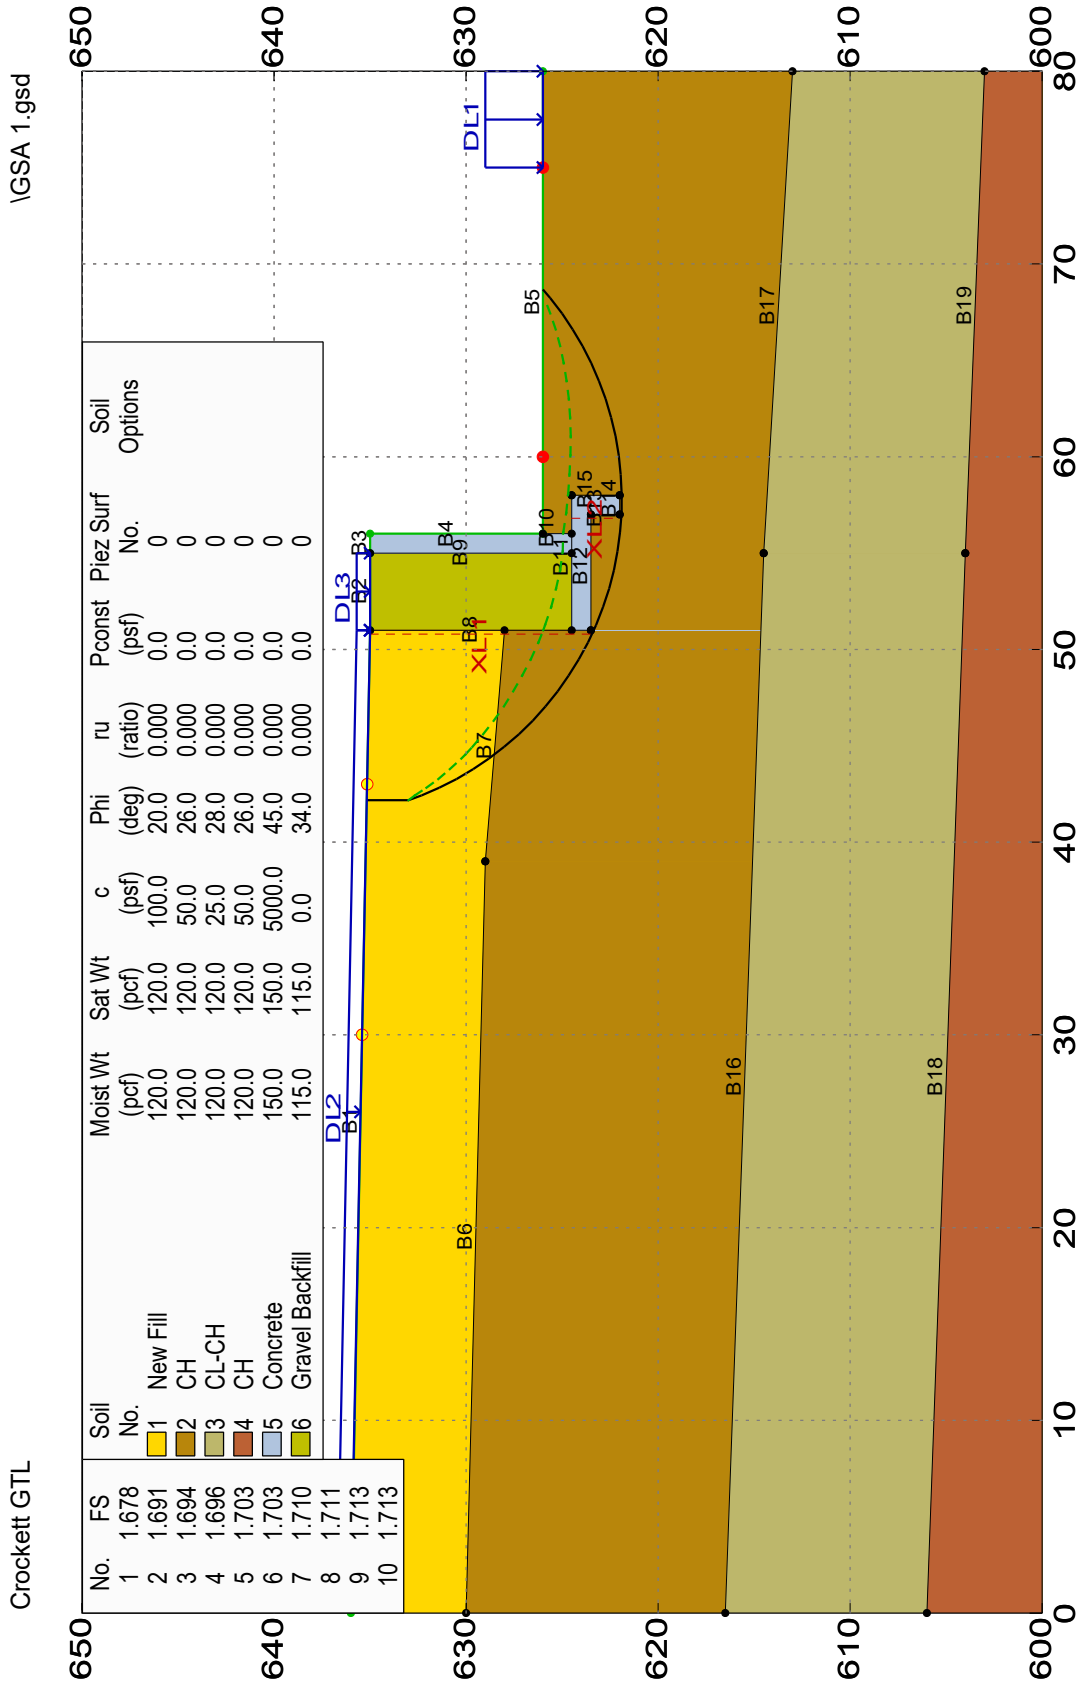 Crockett GTL
\GSA 1.gsd
No. FS
1 1.678
2 1.691
3 1.694
4 1.696
5 1.703
6 1.703
7 1.710
8 1.711
9 1.713
10 1.713
Soil Moist Wt Sat Wt c Phi ru Pconst Piez Surf Soil
No. (pcf) (pcf) (psf) (deg) (ratio) (psf) No. Options
1 New Fill 120.0 120.0 100.0 20.0 0.000 0.0 0
2 CH 120.0 120.0 50.0 26.0 0.000 0.0 0
3 CL-CH 120.0 120.0 25.0 28.0 0.000 0.0 0
4 CH 120.0 120.0 50.0 26.0 0.000 0.0 0
5 Concrete 150.0 150.0 5000.0 45.0 0.000 0.0 0
6 Gravel Backfill 115.0 115.0 0.0 34.0 0.000 0.0 0
650
640
630
620
610
600
650
640
630
620
610
600
0
10
20
30
40
50
60
70
80
DL2
B1
DL3
B2
B3
B4
B9
DL1
B5
B6
B7
B8
XL 1
B10
B11
B12
B15
B14
B16
B17
B18
B19